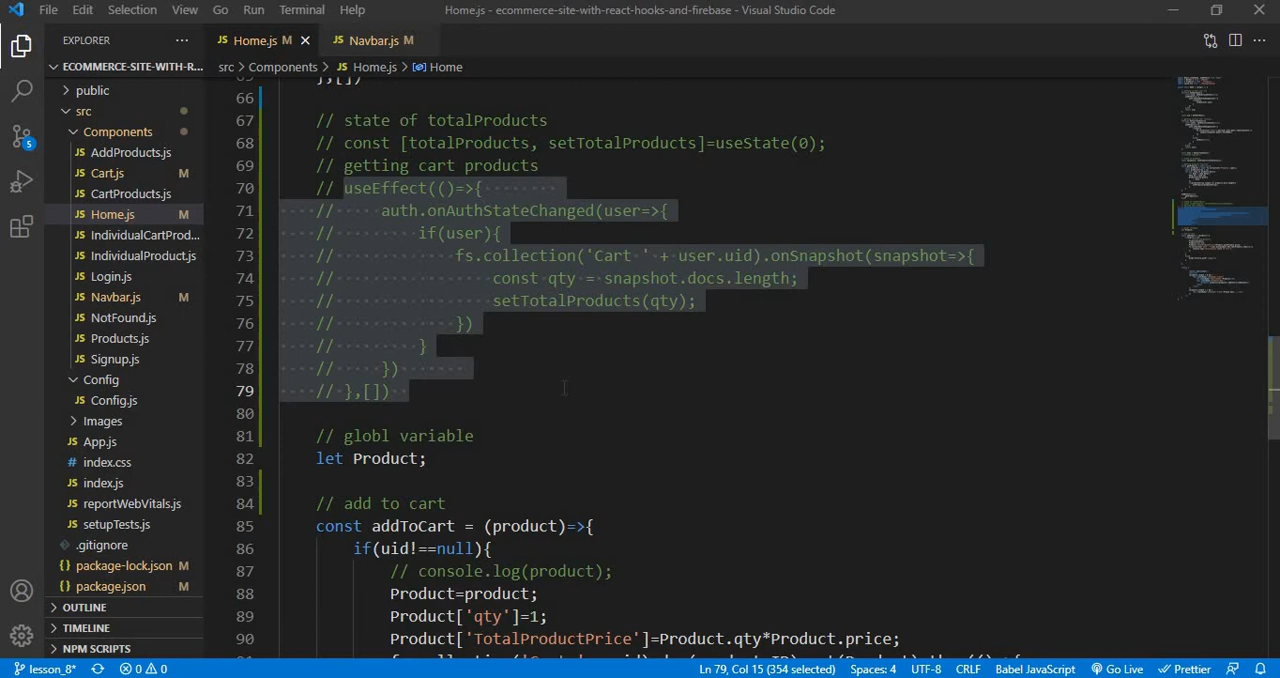 File Edit Selection View Go Run Terminal Help Home.js - ecommerce-site-with-react-hooks-and-firebase - Visual Studio Code
EXPLORER
Home.js M
Navbar.js M
ECOMMERCE-SITE-WITH-R...
src > Components > Home.js > Home
public
src
Components
AddProducts.js
Cart.js M
CartProducts.js
Home.js M
IndividualCartProd...
IndividualProduct.js
Login.js
Navbar.js M
NotFound.js
Products.js
Signup.js
Config
Config.js
Images
App.js
index.css
index.js
reportWebVitals.js
setupTests.js
.gitignore
package-lock.json M
package.json M
OUTLINE
TIMELINE
NPM SCRIPTS
5
65 },[])
66
67 // state of totalProducts
68 // const [totalProducts, setTotalProducts]=useState(0);
69 // getting cart products
70 // useEffect(()=>{
71 // auth.onAuthStateChanged(user=>{
72 // if(user){
73 // fs.collection('Cart ' + user.uid).onSnapshot(snapshot=>{
74 // const qty = snapshot.docs.length;
75 // setTotalProducts(qty);
76 // })
77 // }
78 // })
79 // },[])
80
81 // globl variable
82 let Product;
83
84 // add to cart
85 const addToCart = (product)=>{
86 if(uid!==null){
87 // console.log(product);
88 Product=product;
89 Product['qty']=1;
90 Product['TotalProductPrice']=Product.qty*Product.price;
lesson_8* 0 0 Ln 79, Col 15 (354 selected) Spaces: 4 UTF-8 CRLF Babel JavaScript Go Live Prettier